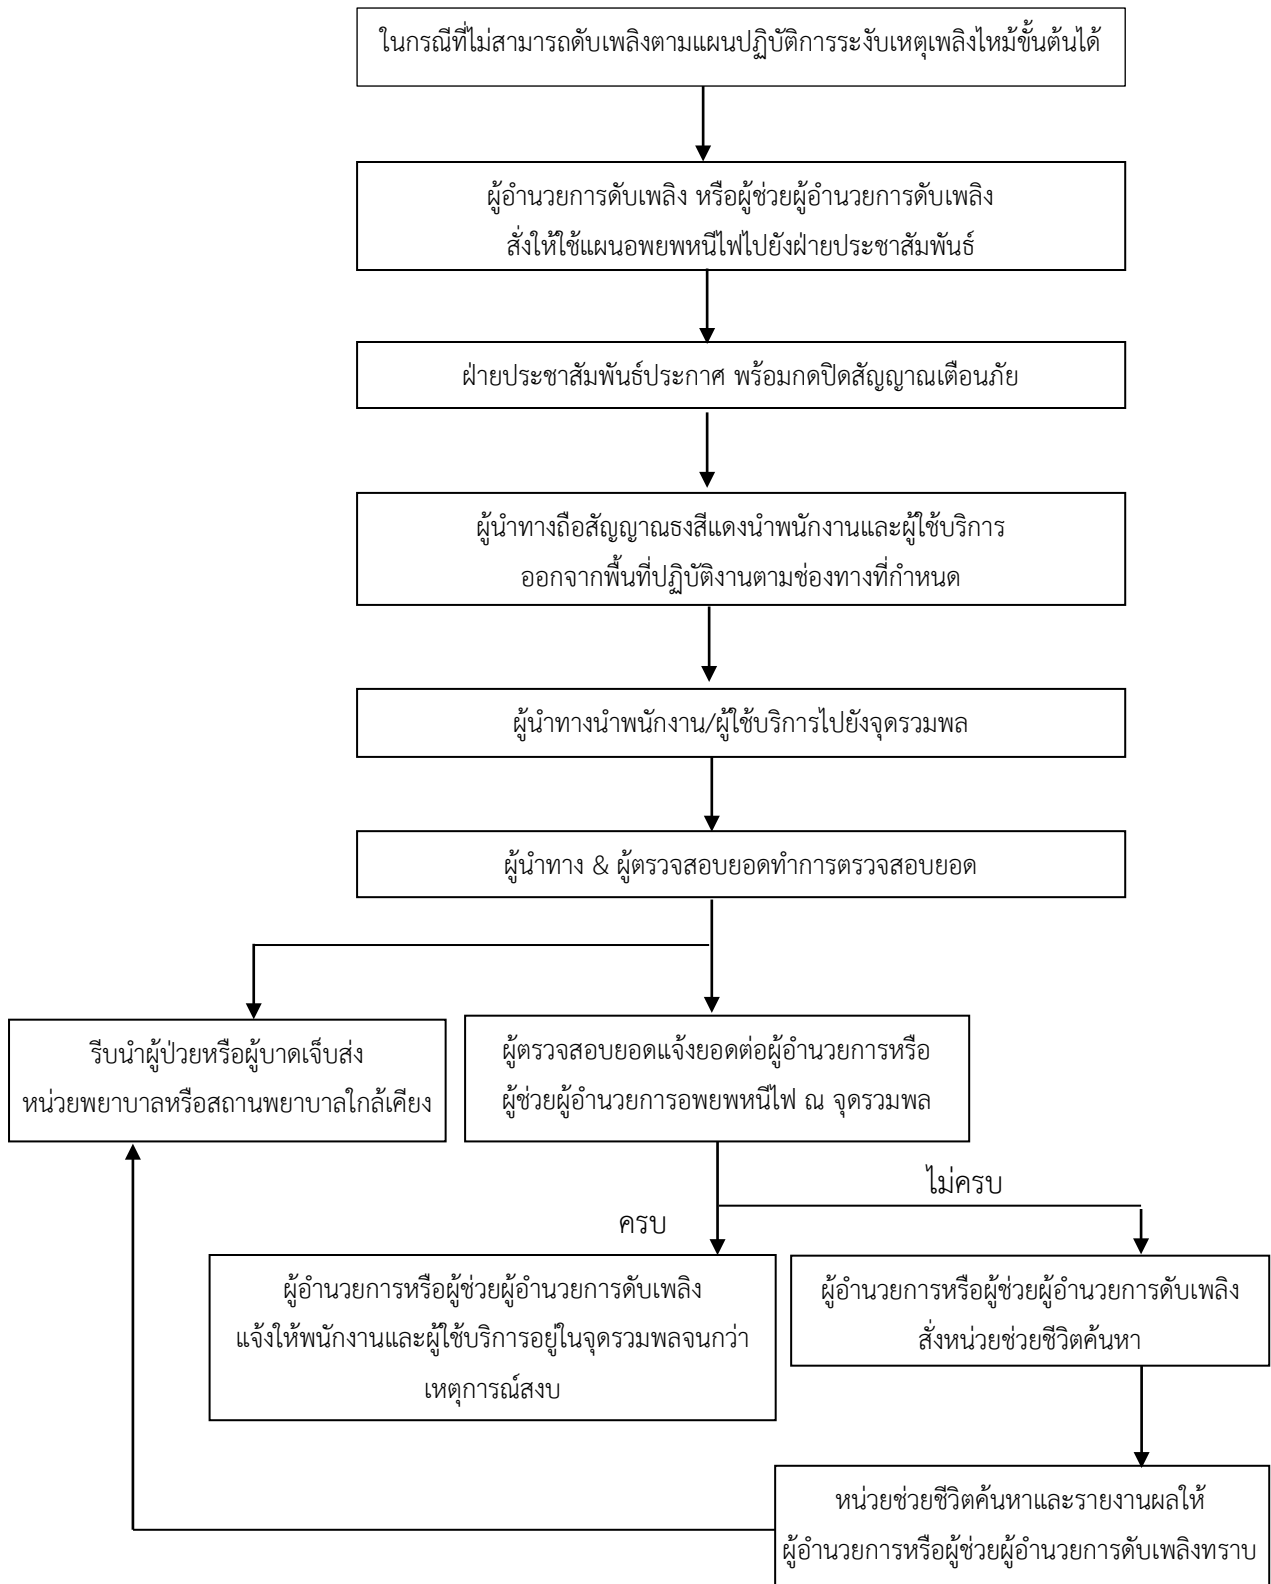 ในกรณีที่ไม่สามารถดับเพลิงตามแผนปฏิบัติการระงับเหตุเพลิงไหม้ขั้นต้นได้
ผู้อำนวยการดับเพลิง หรือผู้ช่วยผู้อำนวยการดับเพลิง
สั่งให้ใช้แผนอพยพหนีไฟไปยังฝ่ายประชาสัมพันธ์
ฝ่ายประชาสัมพันธ์ประกาศ พร้อมกดปิดสัญญาณเตือนภัย
ผู้นำทางถือสัญญาณธงสีแดงนำพนักงานและผู้ใช้บริการ
ออกจากพื้นที่ปฏิบัติงานตามช่องทางที่กำหนด
ผู้นำทางนำพนักงาน/ผู้ใช้บริการไปยังจุดรวมพล
ผู้นำทาง & ผู้ตรวจสอบยอดทำการตรวจสอบยอด
รีบนำผู้ป่วยหรือผู้บาดเจ็บส่ง
หน่วยพยาบาลหรือสถานพยาบาลใกล้เคียง
ผู้ตรวจสอบยอดแจ้งยอดต่อผู้อำนวยการหรือ
ผู้ช่วยผู้อำนวยการอพยพหนีไฟ ณ จุดรวมพล
ไม่ครบ
ครบ
ผู้อำนวยการหรือผู้ช่วยผู้อำนวยการดับเพลิง
แจ้งให้พนักงานและผู้ใช้บริการอยู่ในจุดรวมพลจนกว่า
เหตุการณ์สงบ
ผู้อำนวยการหรือผู้ช่วยผู้อำนวยการดับเพลิง
สั่งหน่วยช่วยชีวิตค้นหา
หน่วยช่วยชีวิตค้นหาและรายงานผลให้
ผู้อำนวยการหรือผู้ช่วยผู้อำนวยการดับเพลิงทราบ